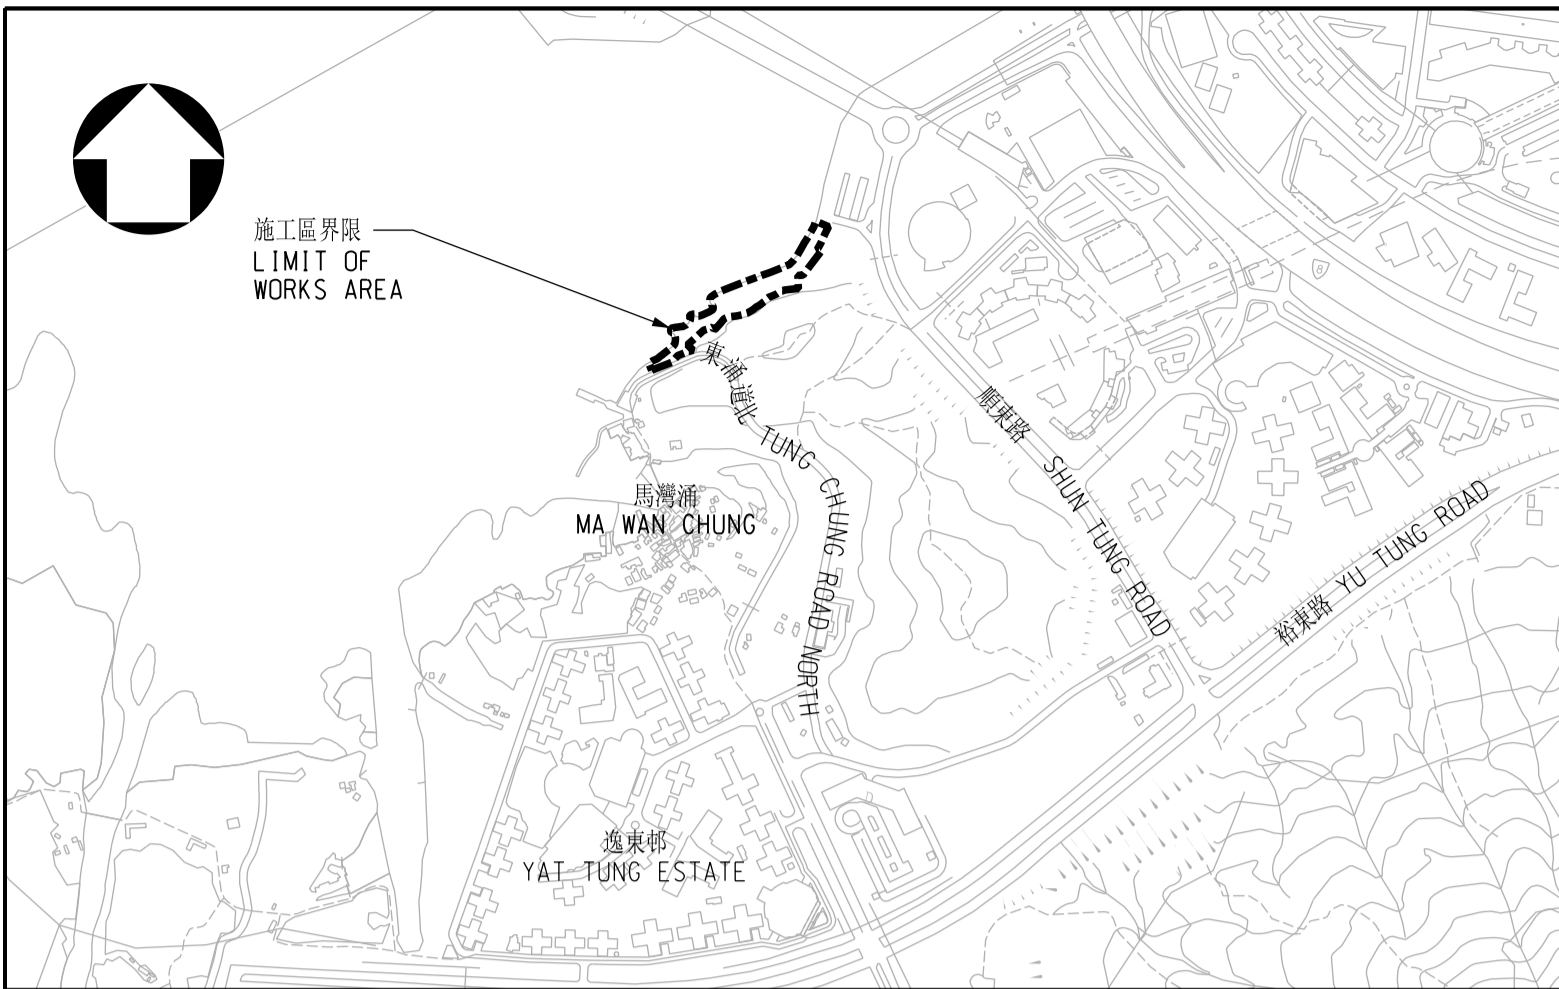 施工區界限
LIMIT OF
WORKS AREA
8
東涌道北 TUNG CHUNG ROAD NORTH
順東路 SHUN TUNG ROAD
馬灣涌
MA WAN CHUNG
裕東路 YU TUNG ROAD
逸東邨
YAT TUNG ESTATE